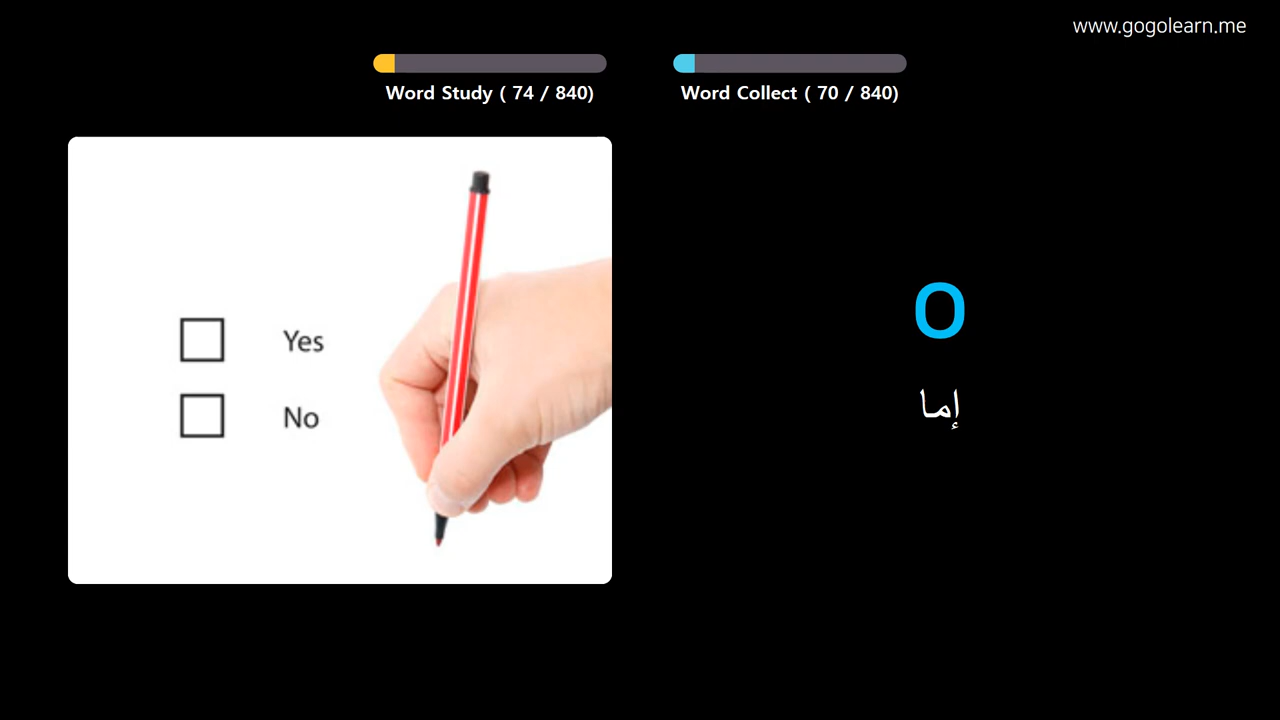 www.gogolearn.me
Word Study ( 74 / 840)
Word Collect ( 70 / 840)
Yes
No
o
إما